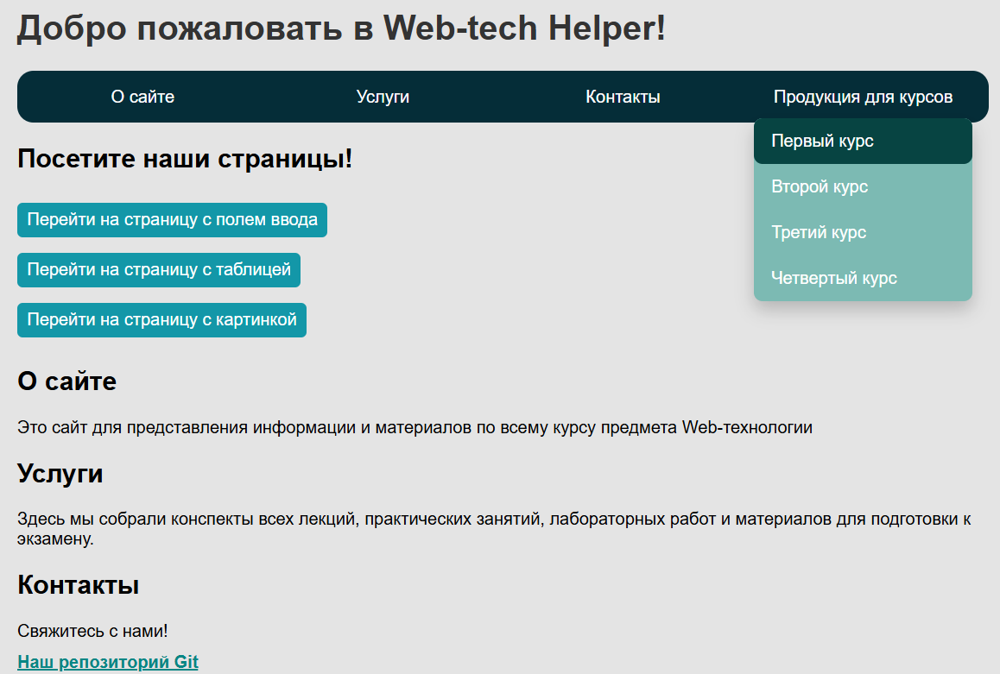 Добро пожаловать в Web-tech Helper!
О сайте
Услуги
Контакты
Продукция для курсов
Первый курс
Второй курс
Третий курс
Четвертый курс
Посетите наши страницы!
Перейти на страницу с полем ввода
Перейти на страницу с таблицей
Перейти на страницу с картинкой
О сайте
Это сайт для представления информации и материалов по всему курсу предмета Web-технологии
Услуги
Здесь мы собрали конспекты всех лекций, практических занятий, лабораторных работ и материалов для подготовки к
экзамену.
Контакты
Свяжитесь с нами!
Наш репозиторий Git